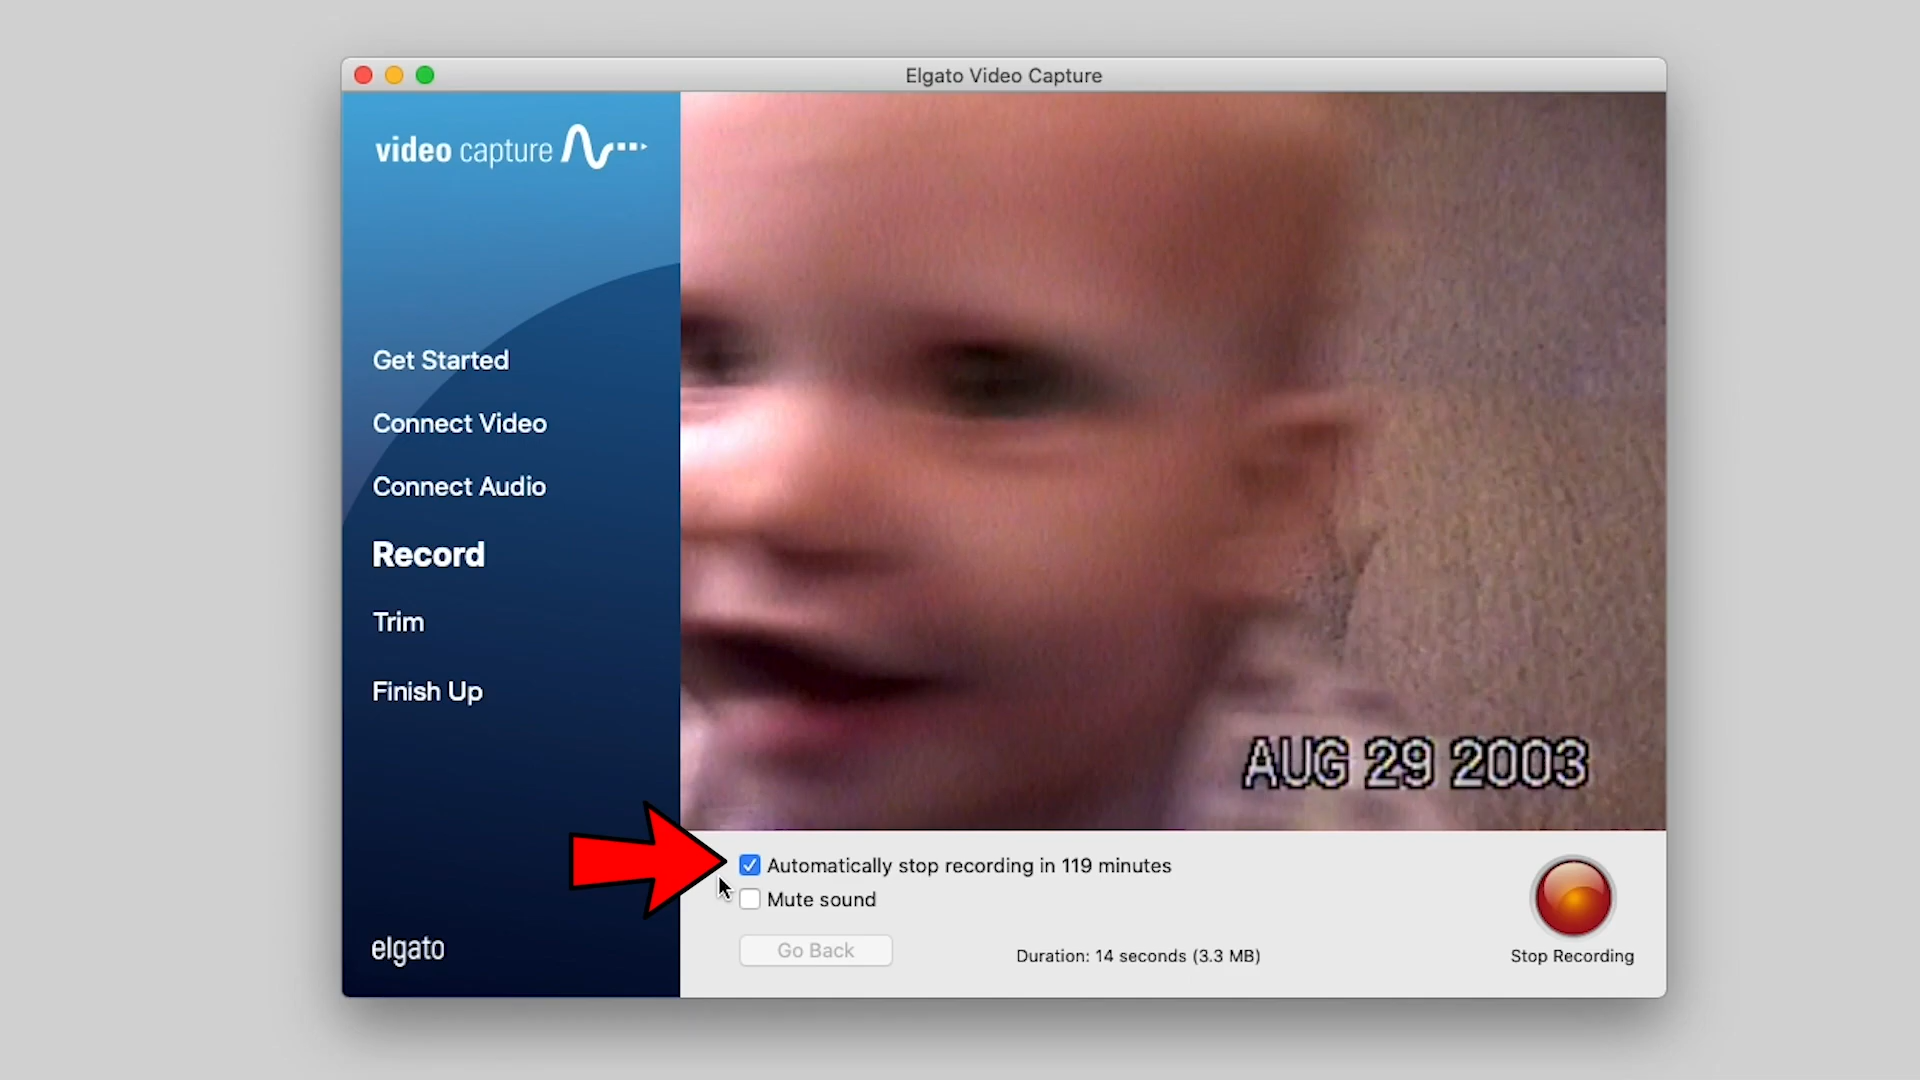 Elgato Video Capture
video capture
Get Started
Connect Video
Connect Audio
Record
Trim
Finish Up
elgato
AUG 29 2003
Automatically stop recording in 119 minutes
Mute sound
Go Back
Duration: 14 seconds (3.3 MB)
Stop Recording